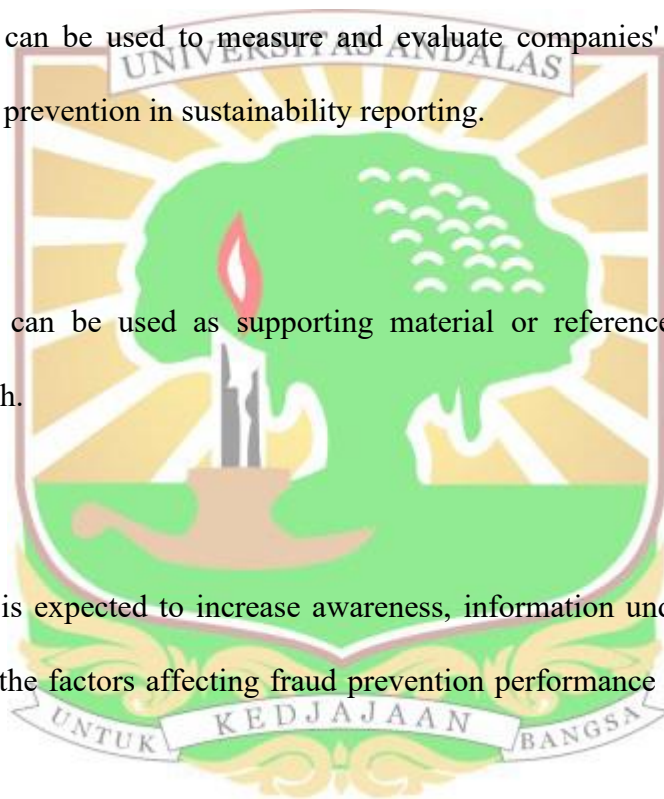 can be used to measure and evaluate companies'
UNIVERSITAS ANDALAS
prevention in sustainability reporting.
can be used as supporting material or reference
h.
is expected to increase awareness, information und
the factors affecting fraud prevention performance
UNTUK KEDJAJAAN BANGSA